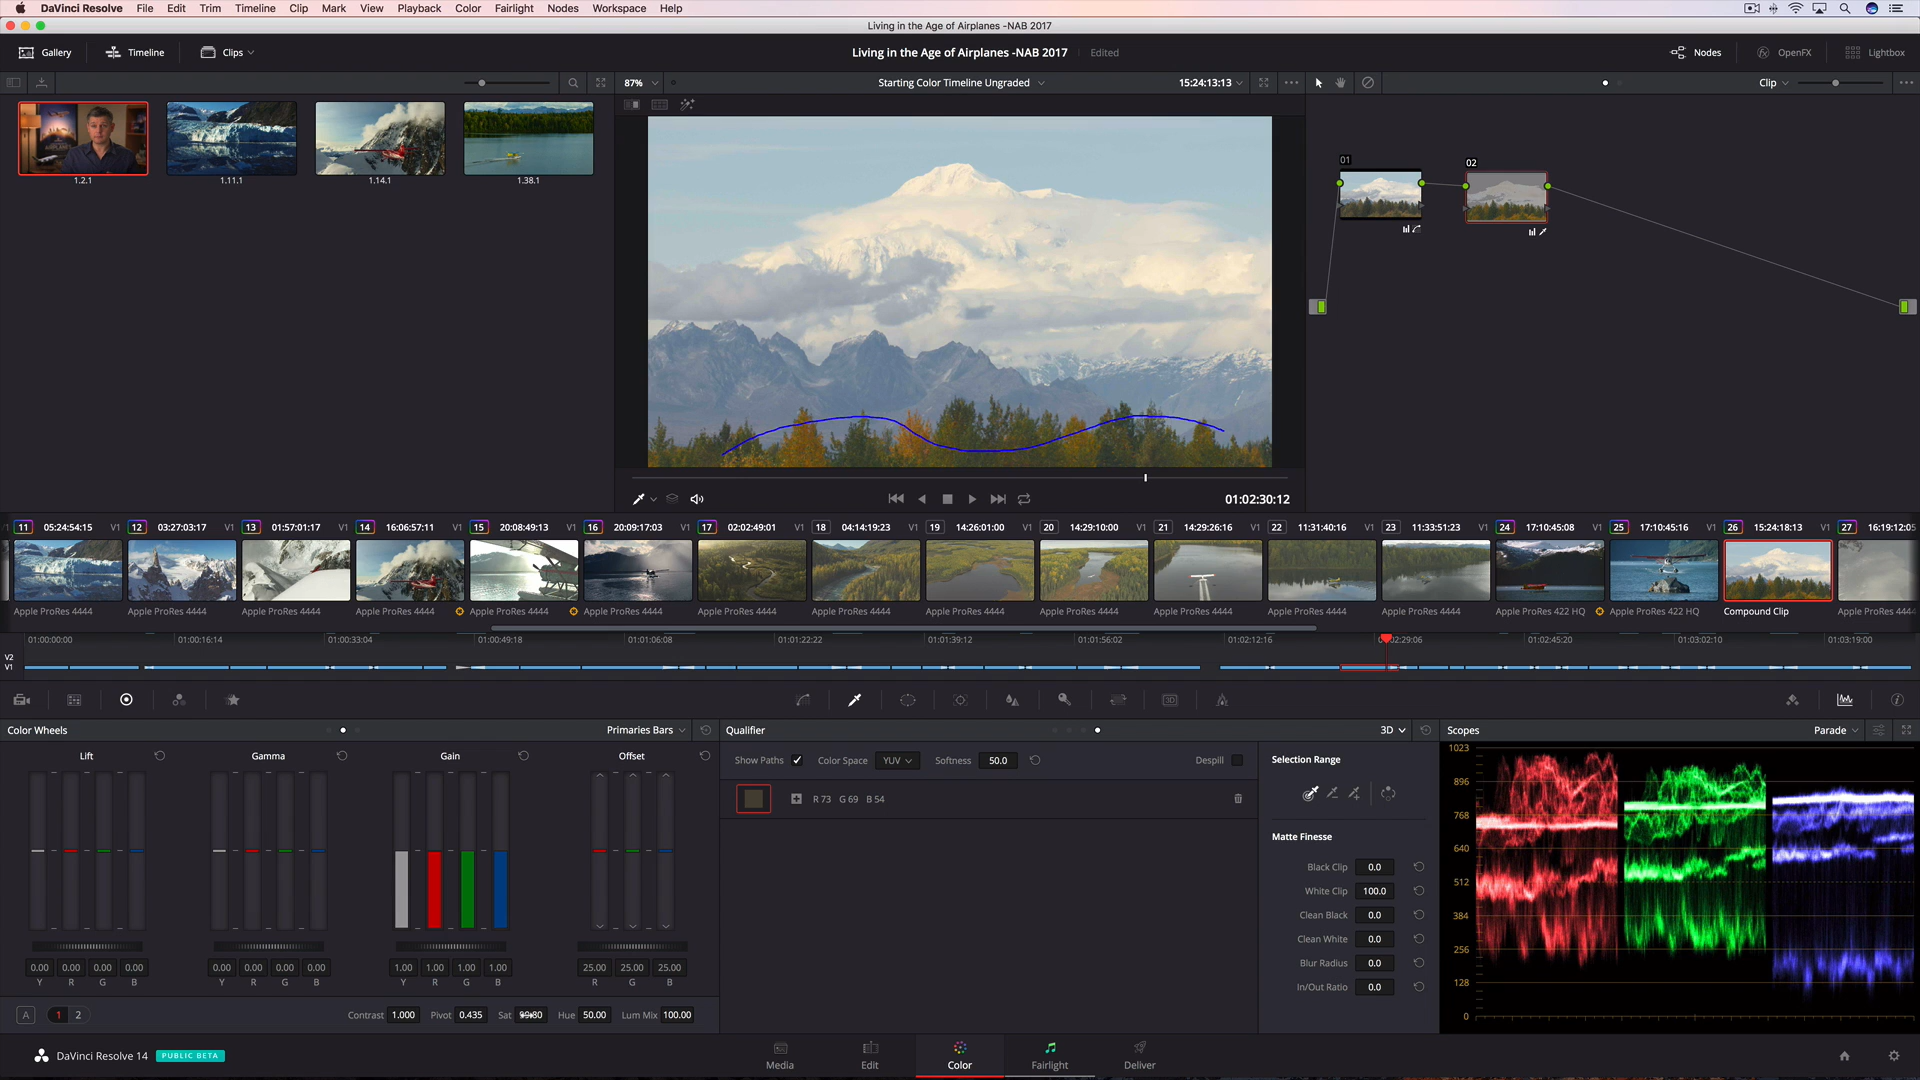 DaVinci Resolve File Edit Trim Timeline Clip Mark View Playback Color Fairlight Nodes Workspace Help
Living in the Age of Airplanes -NAB 2017
Gallery Timeline Clips Living in the Age of Airplanes -NAB 2017 Edited Nodes OpenFX Lightbox
87% Starting Color Timeline Ungraded 15:24:13:13 Clip
1.2.1 1.11.1 1.14.1 1.38.1
01 02
01:02:30:12
11 05:24:54:15 V1 12 03:27:03:17 V1 13 01:57:01:17 V1 14 16:06:57:11 V1 15 20:08:49:13 V1 16 20:09:17:03 V1 17 02:02:49:01 V1 18 04:14:19:23 V1 19 14:26:01:00 V1 20 14:29:10:00 V1 21 14:29:26:16 V1 22 11:31:40:16 V1 23 11:33:51:23 V1 24 17:10:45:08 V1 25 17:10:45:16 V1 26 15:24:18:13 V1 27 16:19:12:05
Apple ProRes 4444 Apple ProRes 4444 Apple ProRes 4444 Apple ProRes 4444 Apple ProRes 4444 Apple ProRes 4444 Apple ProRes 4444 Apple ProRes 4444 Apple ProRes 4444 Apple ProRes 4444 Apple ProRes 4444 Apple ProRes 4444 Apple ProRes 4444 Apple ProRes 422 HQ Apple ProRes 422 HQ Compound Clip Apple ProRes 4444
01:00:00:00 01:00:16:14 01:00:33:04 01:00:49:18 01:01:06:08 01:01:22:22 01:01:39:12 01:01:56:02 01:02:12:16 02:29:06 01:02:45:20 01:03:02:10 01:03:19:00
V2
V1
Color Wheels Primaries Bars Qualifier 3D Scopes Parade
Lift Gamma Gain Offset
Show Paths Color Space YUV Softness 50.0 Despill
Selection Range
R 73 G 69 B 54
Matte Finesse
Black Clip 0.0
White Clip 100.0
Clean Black 0.0
Clean White 0.0
Blur Radius 0.0
In/Out Ratio 0.0
1023
896
768
640
512
384
256
128
0
0.00 0.00 0.00 0.00 0.00 0.00 0.00 0.00 1.00 1.00 1.00 1.00 25.00 25.00 25.00
Y R G B Y R G B Y R G B R G B
A 1 2 Contrast 1.000 Pivot 0.435 Sat Hue 50.00 Lum Mix 100.00
DaVinci Resolve 14 PUBLIC BETA
Media Edit Color Fairlight Deliver